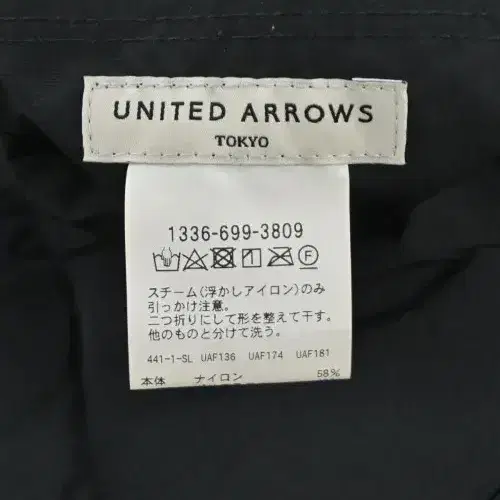 UNITED ARROWS
TOKYO
1336-699-3809
スチーム(浮かしアイロン)のみ
引っかけ注意。
二つ折りにして形を整えて干す。
他のものと分けて洗う。
441-1-SL UAF136 UAF174 UAF181
本体 ナイロン 58%